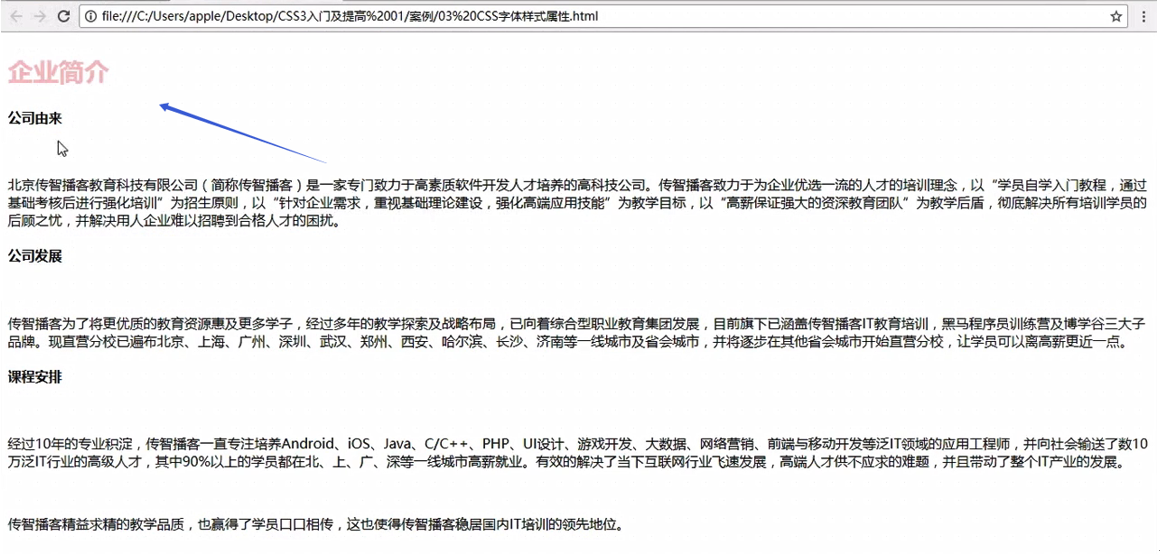 file:///C:/Users/apple/Desktop/CSS3入门及提高%2001/案例/03%20CSS字体样式属性.html
企业简介
公司由来
北京传智播客教育科技有限公司（简称传智播客）是一家专门致力于高素质软件开发人才培养的高科技公司。传智播客致力于为企业优选一流的人才的培训理念，以“学员自学入门教程，通过
基础考核后进行强化培训”为招生原则，以“针对企业需求，重视基础理论建设，强化高端应用技能”为教学目标，以“高薪保证强大的资深教育团队”为教学后盾，彻底解决所有培训学员的
后顾之忧，并解决用人企业难以招聘到合格人才的困扰。
公司发展
传智播客为了将更优质的教育资源惠及更多学子，经过多年的教学探索及战略布局，已向着综合型职业教育集团发展，目前旗下已涵盖传智播客IT教育培训，黑马程序员训练营及博学谷三大子
品牌。现直营分校已遍布北京、上海、广州、深圳、武汉、郑州、西安、哈尔滨、长沙、济南等一线城市及省会城市，并将逐步在其他省会城市开始直营分校，让学员可以离高薪更近一点。
课程安排
经过10年的专业积淀，传智播客一直专注培养Android、iOS、Java、C/C++、PHP、UI设计、游戏开发、大数据、网络营销、前端与移动开发等泛IT领域的应用工程师，并向社会输送了数10
万泛IT行业的高级人才，其中90%以上的学员都在北、上、广、深等一线城市高薪就业。有效的解决了当下互联网行业飞速发展，高端人才供不应求的难题，并且带动了整个IT产业的发展。
传智播客精益求精的教学品质，也赢得了学员口口相传，这也使得传智播客稳居国内IT培训的领先地位。